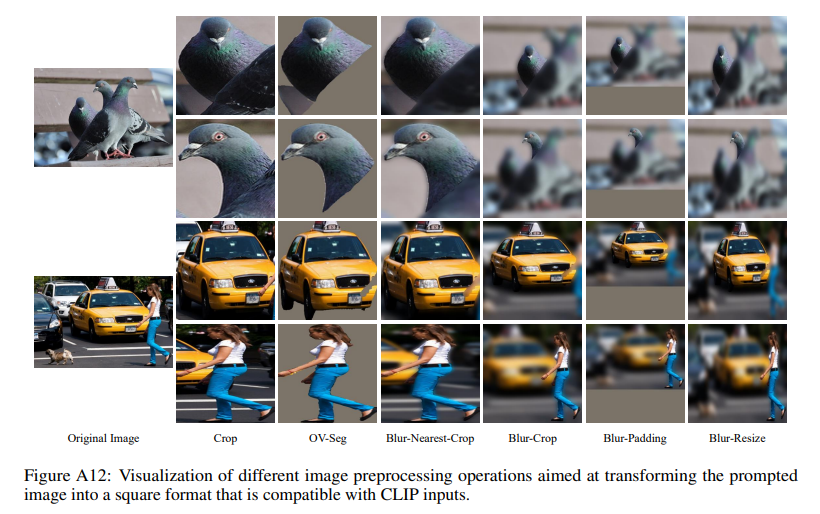 Original Image
Crop
OV-Seg
Blur-Nearest-Crop
Blur-Crop
Blur-Padding
Blur-Resize
Figure A12: Visualization of different image preprocessing operations aimed at transforming the prompted
image into a square format that is compatible with CLIP inputs.